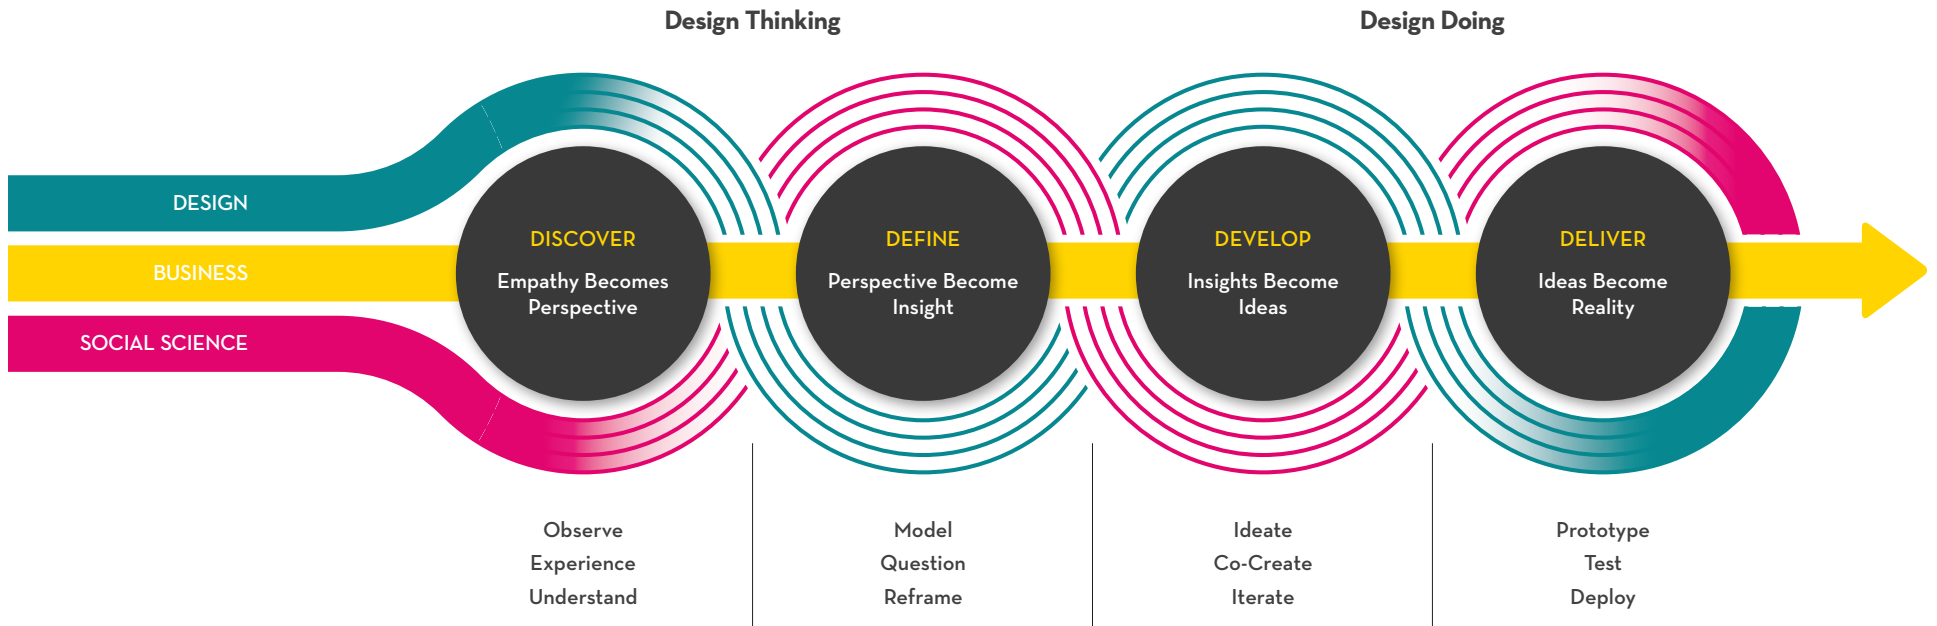 Design Thinking
Design Doing
DESIGN
BUSINESS
SOCIAL SCIENCE
DISCOVER
Empathy Becomes
Perspective
DEFINE
Perspective Become
Insight
DEVELOP
Insights Become
Ideas
DELIVER
Ideas Become
Reality
Observe
Experience
Understand
Model
Question
Reframe
Ideate
Co-Create
Iterate
Prototype
Test
Deploy